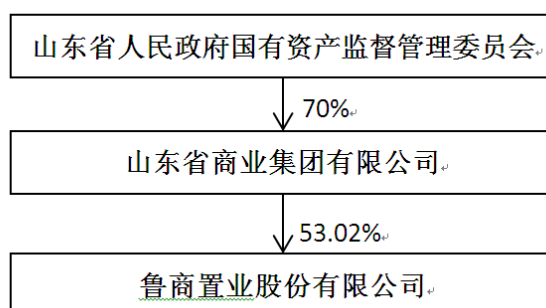 山东省人民政府国有资产监督管理委员会
70%
山东省商业集团有限公司
53.02%
鲁商置业股份有限公司